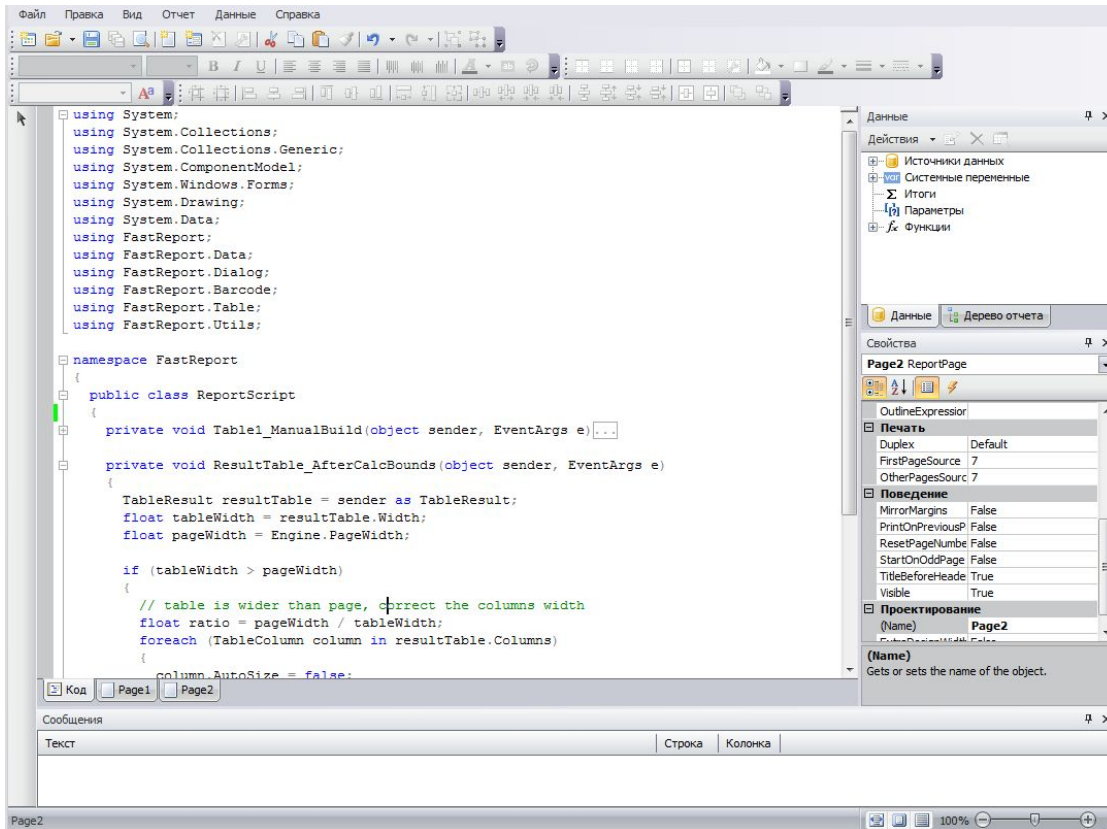 Файл Правка Вид Отчет Данные Справка
B I U A
Aa
using System;
using System.Collections;
using System.Collections.Generic;
using System.ComponentModel;
using System.Windows.Forms;
using System.Drawing;
using System.Data;
using FastReport;
using FastReport.Data;
using FastReport.Dialog;
using FastReport.Barcode;
using FastReport.Table;
using FastReport.Utils;
namespace FastReport
{
public class ReportScript
{
private void Table1_ManualBuild(object sender, EventArgs e)...
private void ResultTable_AfterCalcBounds(object sender, EventArgs e)
{
TableResult resultTable = sender as TableResult;
float tableWidth = resultTable.Width;
float pageWidth = Engine.PageWidth;
if (tableWidth > pageWidth)
{
// table is wider than page, correct the columns width
float ratio = pageWidth / tableWidth;
foreach (TableColumn column in resultTable.Columns)
{
column.AutoSize = false;
Код Page1 Page2
Данные
Действия
Источники данных
var Системные переменные
Σ Итоги
[?] Параметры
fx Функции
Данные Дерево отчета
Свойства
Page2 ReportPage
OutlineExpression
Печать
Duplex Default
FirstPageSource 7
OtherPagesSourc 7
Поведение
MirrorMargins False
PrintOnPreviousP False
ResetPageNumbe False
StartOnOddPage False
TitleBeforeHeade True
Visible True
Проектирование
(Name) Page2
ExtraDesignWidth False
(Name)
Gets or sets the name of the object.
Сообщения
Текст Строка Колонка
Page2 100%